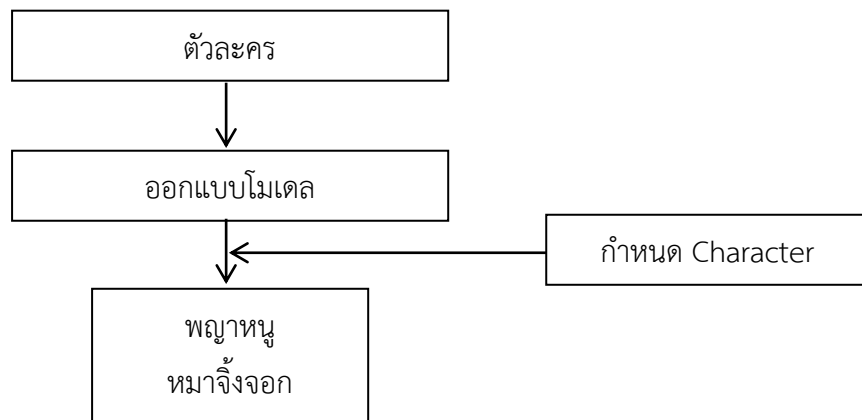 ตัวละคร
ออกแบบโมเดล
กำหนด Character
พญาหนู
หมาจิ้งจอก